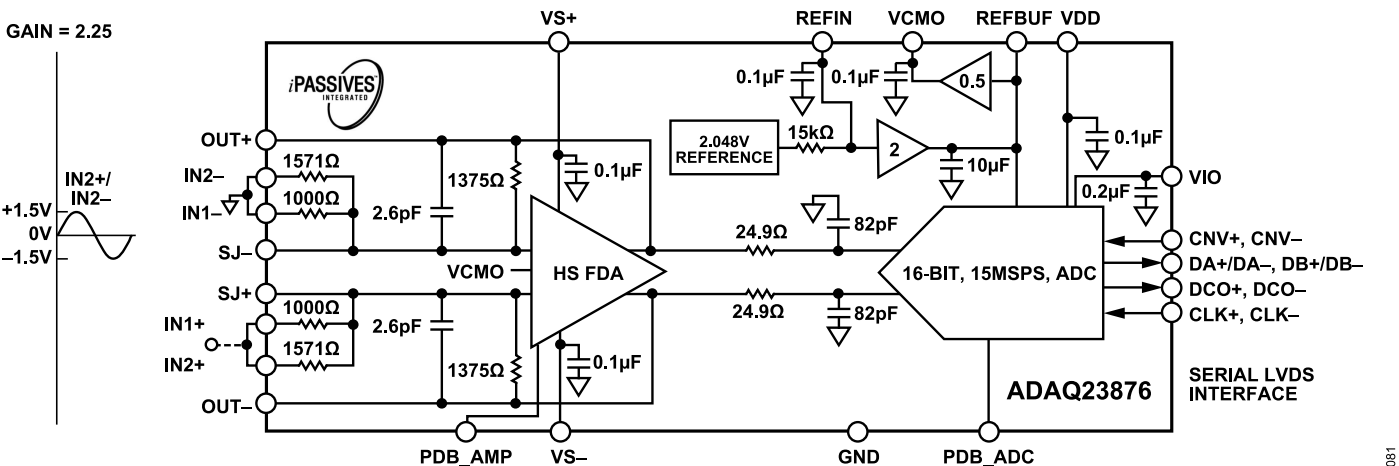 GAIN = 2.25
+1.5V
0V
–1.5V
IN2+/
IN2–
iPASSIVES™
INTEGRATED
VS+
REFIN
VCMO
REFBUF
VDD
0.1µF
0.1µF
0.5
2.048V
REFERENCE
15kΩ
2
10µF
0.1µF
0.2µF
VIO
OUT+
IN2–
1571Ω
1000Ω
IN1–
SJ–
2.6pF
1375Ω
0.1µF
VCMO
HS FDA
SJ+
1000Ω
IN1+
IN2+
1571Ω
2.6pF
1375Ω
0.1µF
OUT–
24.9Ω
82pF
24.9Ω
82pF
16-BIT, 15MSPS, ADC
CNV+, CNV–
DA+/DA–, DB+/DB–
DCO+, DCO–
CLK+, CLK–
SERIAL LVDS
INTERFACE
ADAQ23876
PDB_AMP
VS–
GND
PDB_ADC
081